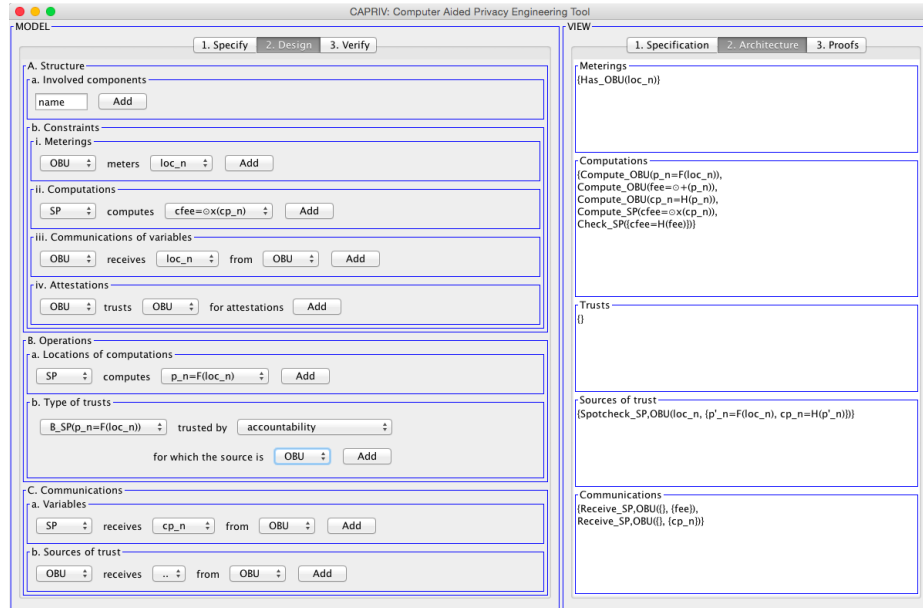 CAPRIV: Computer Aided Privacy Engineering Tool
MODEL
1. Specify 2. Design 3. Verify
A. Structure
a. Involved components
name Add
b. Constraints
i. Meterings
OBU meters loc_n Add
ii. Computations
SP computes cfee=⊙x(cp_n) Add
iii. Communications of variables
OBU receives loc_n from OBU Add
iv. Attestations
OBU trusts OBU for attestations Add
B. Operations
a. Locations of computations
SP computes p_n=F(loc_n) Add
b. Type of trusts
B_SP(p_n=F(loc_n)) trusted by accountability
for which the source is OBU Add
C. Communications
a. Variables
SP receives cp_n from OBU Add
b. Sources of trust
OBU receives .. from OBU Add
VIEW
1. Specification 2. Architecture 3. Proofs
Meterings
{Has_OBU(loc_n)}
Computations
{Compute_OBU(p_n=F(loc_n)),
Compute_OBU(fee=⊙+(p_n)),
Compute_OBU(cp_n=H(p_n)),
Compute_SP(cfee=⊙x(cp_n)),
Check_SP({cfee=H(fee)})}
Trusts
{}
Sources of trust
{Spotcheck_SP,OBU(loc_n, {p'_n=F(loc_n), cp_n=H(p'_n)})}
Communications
{Receive_SP,OBU({}, {fee}),
Receive_SP,OBU({}, {cp_n})}